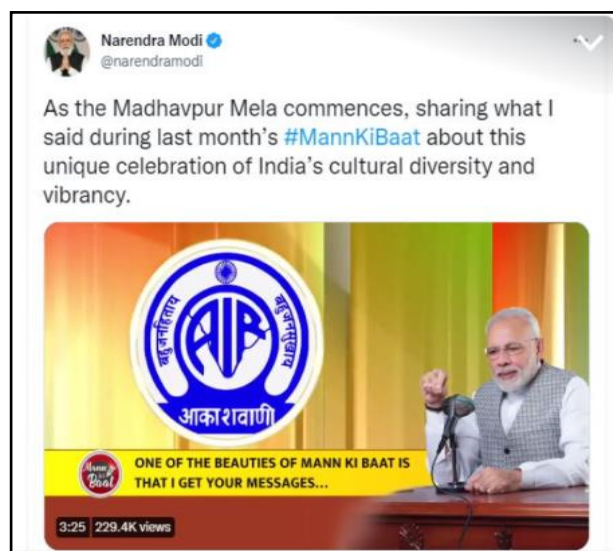 Narendra Modi
@narendramodi
As the Madhavpur Mela commences, sharing what I
said during last month's #MannKiBaat about this
unique celebration of India's cultural diversity and
vibrancy.
बहुजनहिताय
बहुजनसुखाय
AIR
आकाशवाणी
Mann
Baat
ONE OF THE BEAUTIES OF MANN KI BAAT IS
THAT I GET YOUR MESSAGES...
3:25 229.4K views